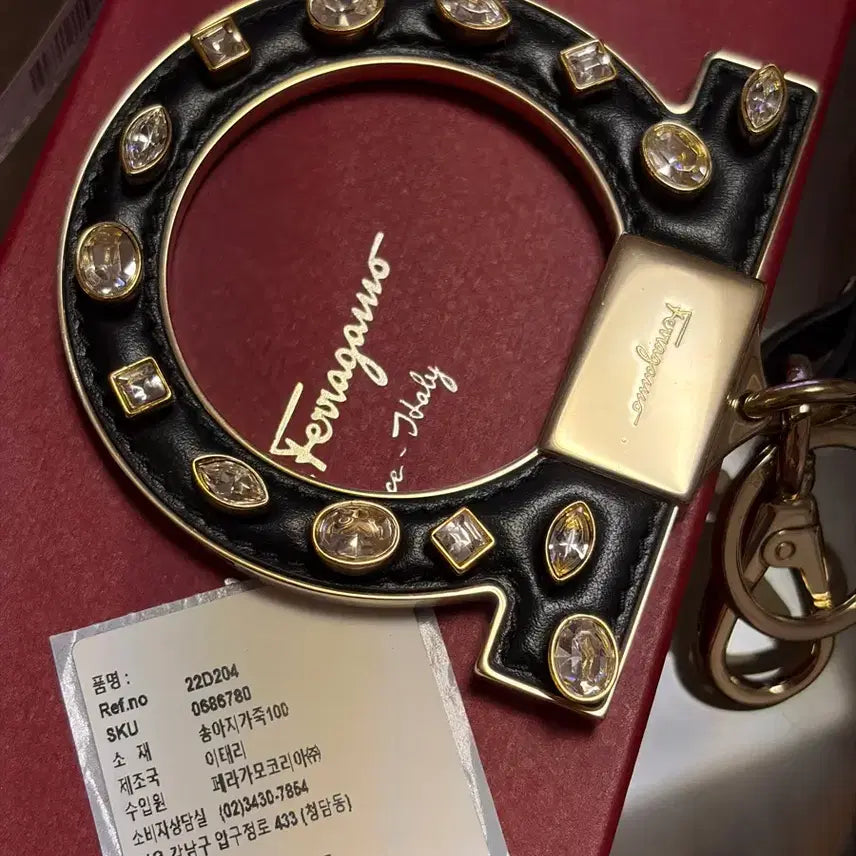 Ferragamo
ce - Italy
Ferragamo
품명 :
Ref.no 22D204
SKU 0686780
소 재 송아지가죽100
제조국 이태리
수입원 페라가모코리아㈜
소비자상담실 (02)3430-7854
강남구 압구정로 433 (청담동)